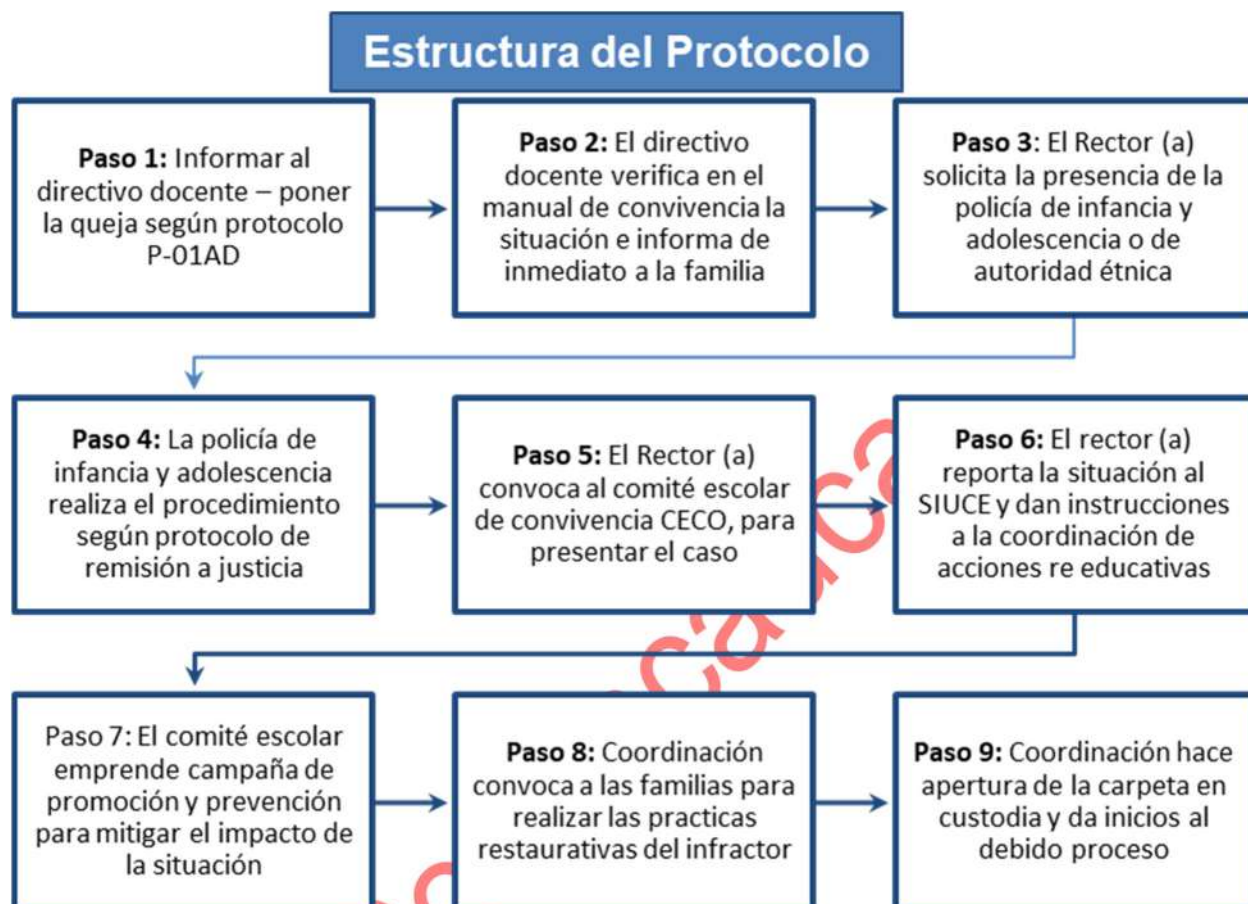 Estructura del Protocolo
Paso 1: Informar al
directivo docente – poner
la queja según protocolo
P-01AD
Paso 2: El directivo
docente verifica en el
manual de convivencia la
situación e informa de
inmediato a la familia
Paso 3: El Rector (a)
solicita la presencia de la
policía de infancia y
adolescencia o de
autoridad étnica
Paso 4: La policía de
infancia y adolescencia
realiza el procedimiento
según protocolo de
remisión a justicia
Paso 5: El Rector (a)
convoca al comité escolar
de convivencia CECO, para
presentar el caso
Paso 6: El rector (a)
reporta la situación al
SIUCE y dan instrucciones
a la coordinación de
acciones re educativas
Paso 7: El comité escolar
emprende campaña de
promoción y prevención
para mitigar el impacto de
la situación
Paso 8: Coordinación
convoca a las familias para
realizar las practicas
restaurativas del infractor
Paso 9: Coordinación hace
apertura de la carpeta en
custodia y da inicios al
debido proceso